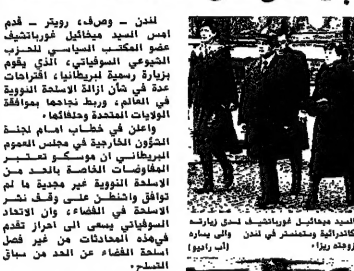 لندن – وصف، رويتر – قدم
امس السيد ميخائيل غورباتشيف
عضو المكتب السياسي للحزب
الشيوعي السوفياتي، الذي يقوم
بزيارة رسمية لبريطانيا، اقتراحات
عدة في شأن ازالة الاسلحة النووية
في العالم، وربط نجاحها بموافقة
الولايات المتحدة وحلفائها.
واعلن في خطاب امام لجنة
الشؤون الخارجية في مجلس العموم
البريطاني ان موسكو تعتبر
المفاوضات الخاصة بالحد من
الاسلحة النووية غير مجدية ما لم
توافق واشنطن على وقف نشر
الاسلحة في الفضاء، وان الاتحاد
السوفياتي يسعى الى احراز تقدم
في هذه المحادثات من غير فصل
اسلحة الفضاء عن الحد من سباق
التسلح.
السيد ميخائيل غورباتشيف لدى زيارته
كاتدرائية وستمنستر في لندن والى يساره
زوجته ريزا.
(أب راديو)